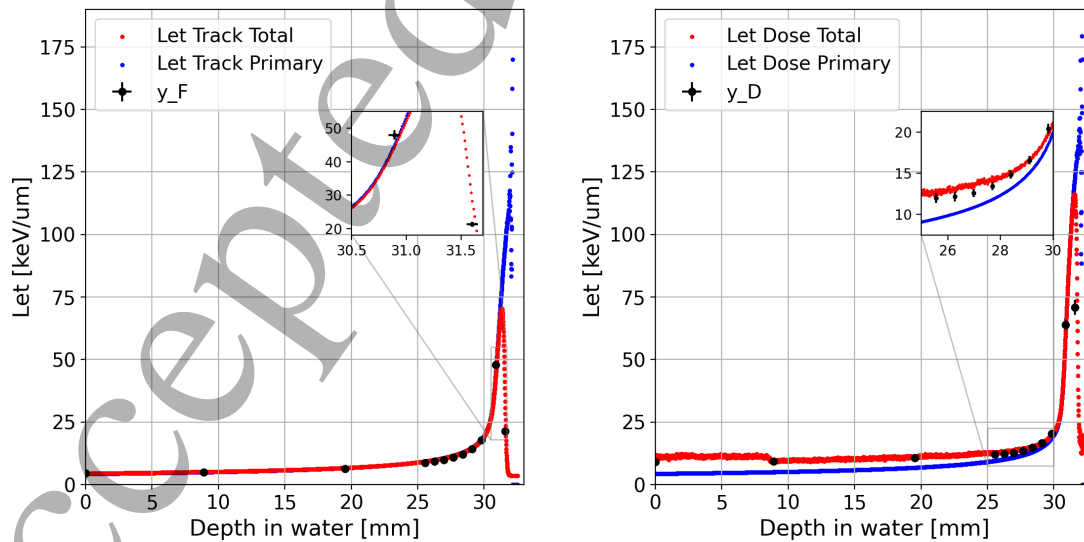 Accepted
Let Track Total
Let Track Primary
y_F
Let [keV/um]
175
150
125
100
75
50
25
0
50
40
30
20
30.5 31.0 31.5
0 5 10 15 20 25 30
Depth in water [mm]
Let Dose Total
Let Dose Primary
y_D
Let [keV/um]
175
150
125
100
75
50
25
0
20
15
10
26 28 30
0 5 10 15 20 25 30
Depth in water [mm]